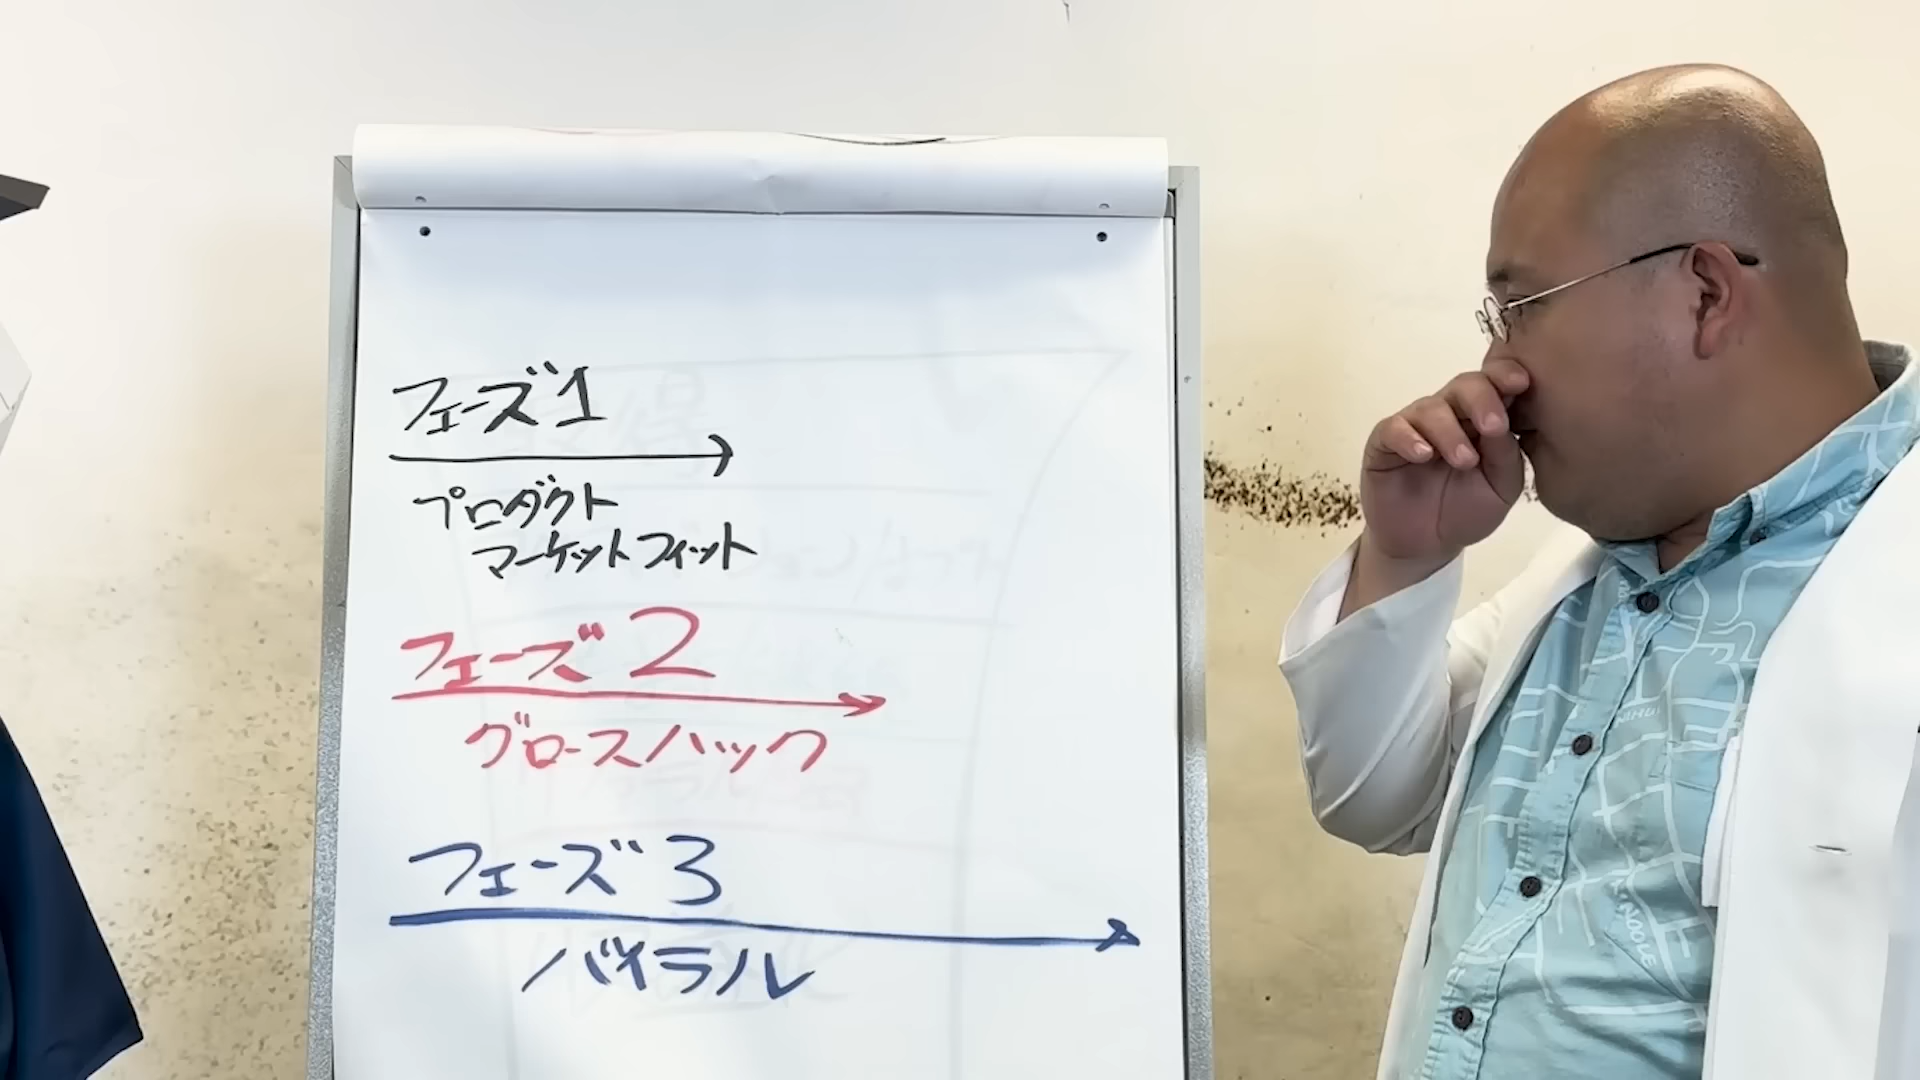 フェーズ1
プロダクト
マーケットフィット
フェーズ2
グロースハック
フェーズ3
バイラル